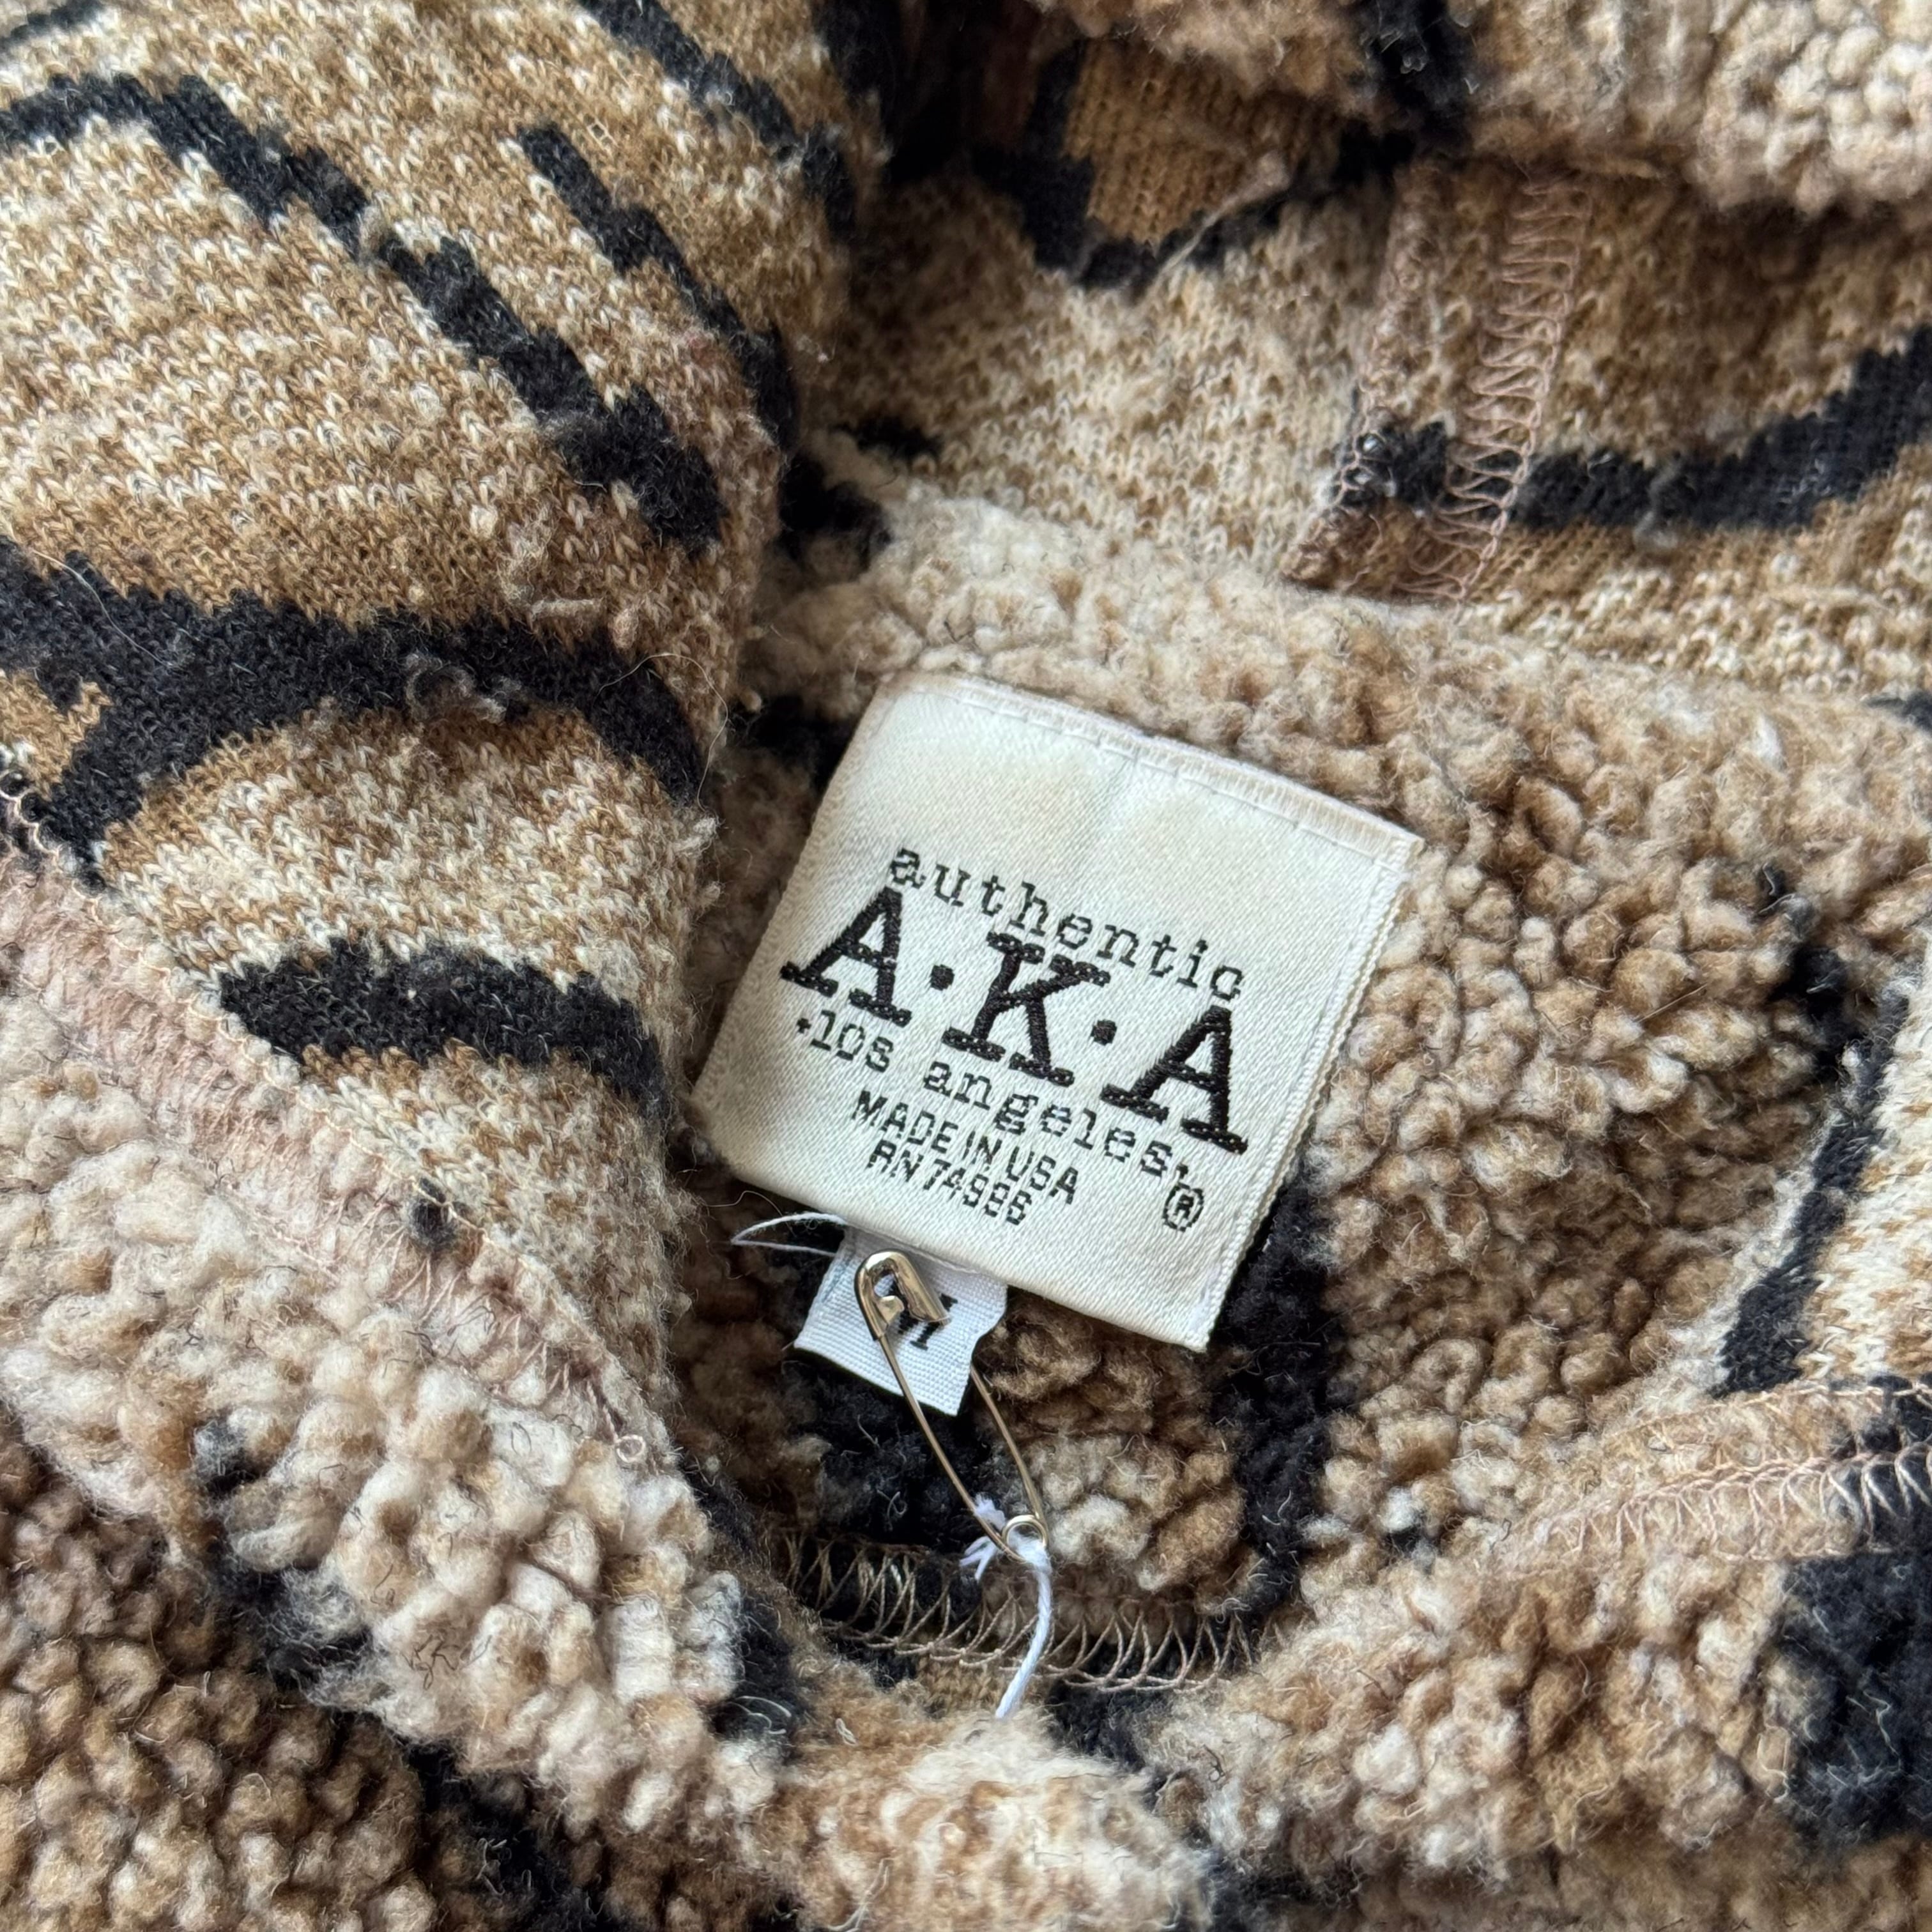 authentic
A·K·A
.los angeles.
MADE IN USA
RN 74986
®